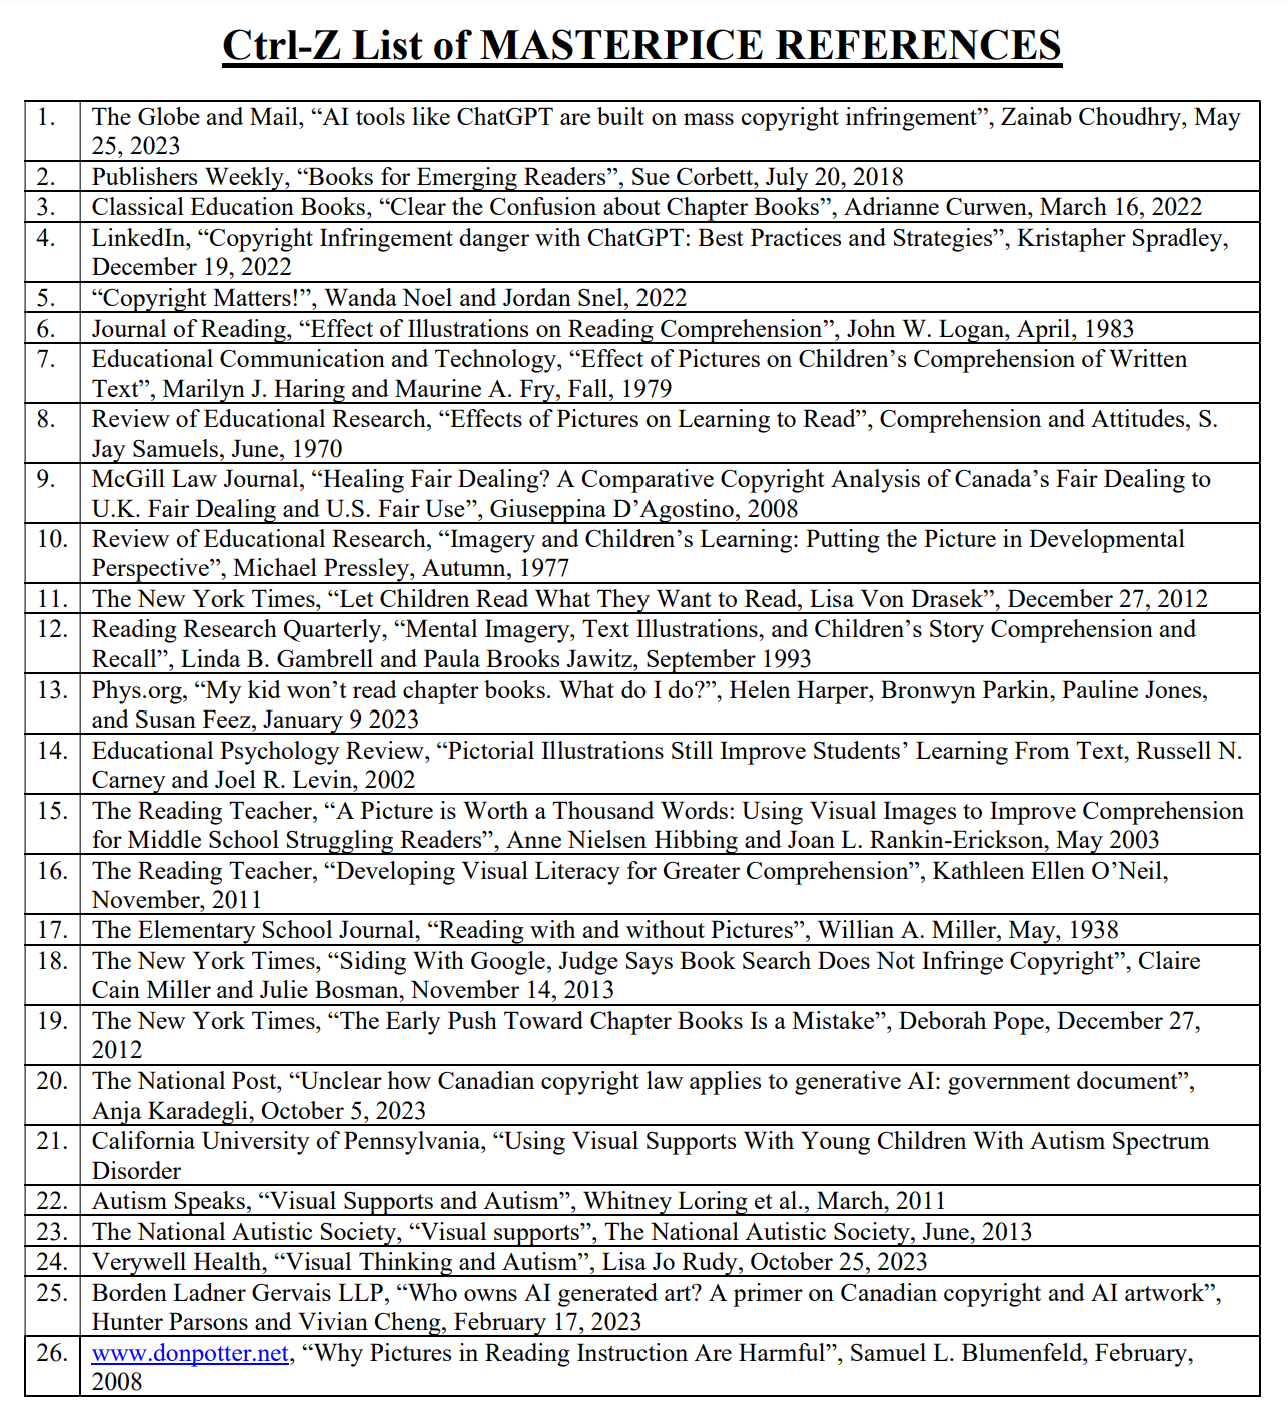 Ctrl-Z List of MASTERPICE REFERENCES
1. The Globe and Mail, “AI tools like ChatGPT are built on mass copyright infringement”, Zainab Choudhry, May
25, 2023
2. Publishers Weekly, “Books for Emerging Readers”, Sue Corbett, July 20, 2018
3. Classical Education Books, “Clear the Confusion about Chapter Books”, Adrianne Curwen, March 16, 2022
4. LinkedIn, “Copyright Infringement danger with ChatGPT: Best Practices and Strategies”, Kristapher Spradley,
December 19, 2022
5. “Copyright Matters!”, Wanda Noel and Jordan Snel, 2022
6. Journal of Reading, “Effect of Illustrations on Reading Comprehension”, John W. Logan, April, 1983
7. Educational Communication and Technology, “Effect of Pictures on Children’s Comprehension of Written
Text”, Marilyn J. Haring and Maurine A. Fry, Fall, 1979
8. Review of Educational Research, “Effects of Pictures on Learning to Read”, Comprehension and Attitudes, S.
Jay Samuels, June, 1970
9. McGill Law Journal, “Healing Fair Dealing? A Comparative Copyright Analysis of Canada’s Fair Dealing to
U.K. Fair Dealing and U.S. Fair Use”, Giuseppina D’Agostino, 2008
10. Review of Educational Research, “Imagery and Children’s Learning: Putting the Picture in Developmental
Perspective”, Michael Pressley, Autumn, 1977
11. The New York Times, “Let Children Read What They Want to Read, Lisa Von Drasek”, December 27, 2012
12. Reading Research Quarterly, “Mental Imagery, Text Illustrations, and Children’s Story Comprehension and
Recall”, Linda B. Gambrell and Paula Brooks Jawitz, September 1993
13. Phys.org, “My kid won’t read chapter books. What do I do?”, Helen Harper, Bronwyn Parkin, Pauline Jones,
and Susan Feez, January 9 2023
14. Educational Psychology Review, “Pictorial Illustrations Still Improve Students’ Learning From Text, Russell N.
Carney and Joel R. Levin, 2002
15. The Reading Teacher, “A Picture is Worth a Thousand Words: Using Visual Images to Improve Comprehension
for Middle School Struggling Readers”, Anne Nielsen Hibbing and Joan L. Rankin-Erickson, May 2003
16. The Reading Teacher, “Developing Visual Literacy for Greater Comprehension”, Kathleen Ellen O’Neil,
November, 2011
17. The Elementary School Journal, “Reading with and without Pictures”, Willian A. Miller, May, 1938
18. The New York Times, “Siding With Google, Judge Says Book Search Does Not Infringe Copyright”, Claire
Cain Miller and Julie Bosman, November 14, 2013
19. The New York Times, “The Early Push Toward Chapter Books Is a Mistake”, Deborah Pope, December 27,
2012
20. The National Post, “Unclear how Canadian copyright law applies to generative AI: government document”,
Anja Karadegli, October 5, 2023
21. California University of Pennsylvania, “Using Visual Supports With Young Children With Autism Spectrum
Disorder
22. Autism Speaks, “Visual Supports and Autism”, Whitney Loring et al., March, 2011
23. The National Autistic Society, “Visual supports”, The National Autistic Society, June, 2013
24. Verywell Health, “Visual Thinking and Autism”, Lisa Jo Rudy, October 25, 2023
25. Borden Ladner Gervais LLP, “Who owns AI generated art? A primer on Canadian copyright and AI artwork”,
Hunter Parsons and Vivian Cheng, February 17, 2023
26. www.donpotter.net, “Why Pictures in Reading Instruction Are Harmful”, Samuel L. Blumenfeld, February,
2008